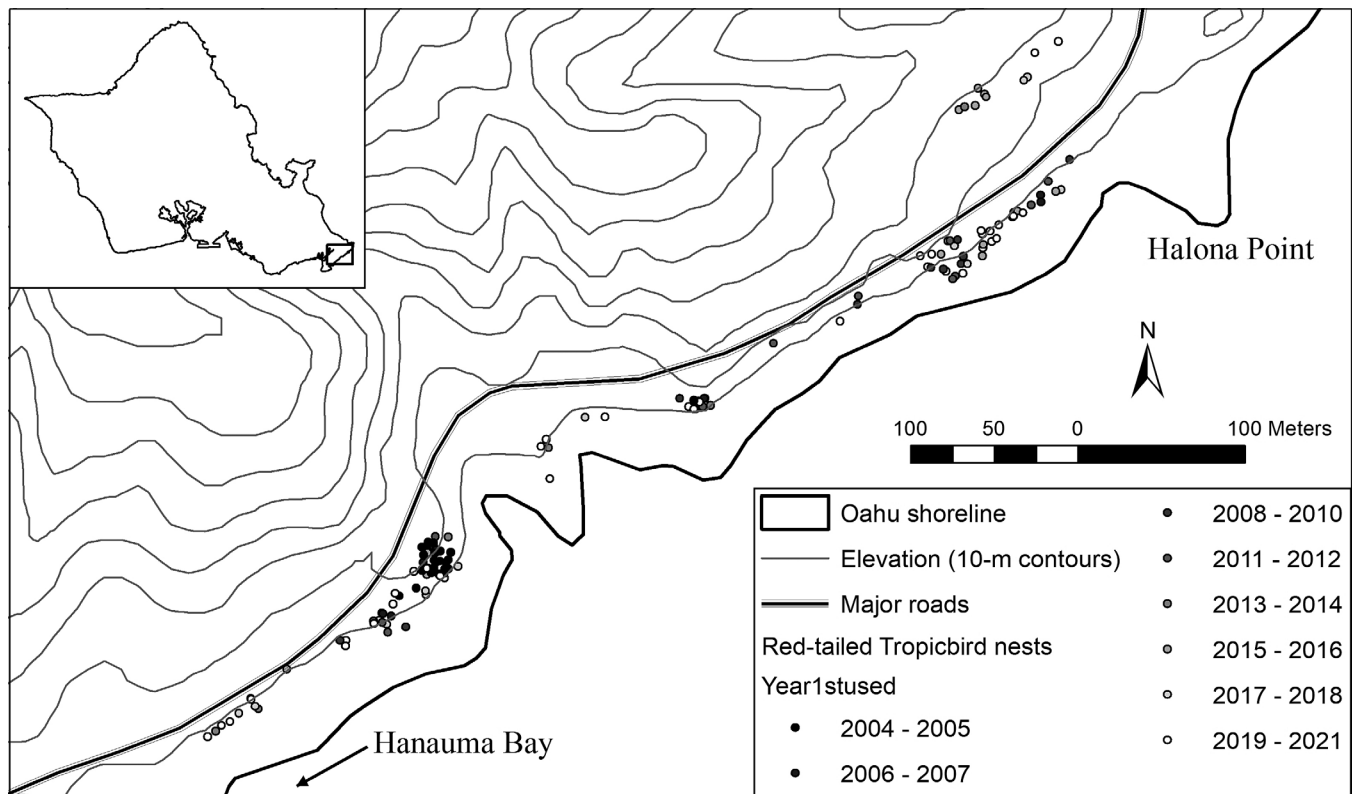 Halona Point
N
100 50 0 100 Meters
Oahu shoreline
Elevation (10-m contours)
Major roads
Red-tailed Tropicbird nests
Year1stused
2004 - 2005
2006 - 2007
2008 - 2010
2011 - 2012
2013 - 2014
2015 - 2016
2017 - 2018
2019 - 2021
Hanauma Bay